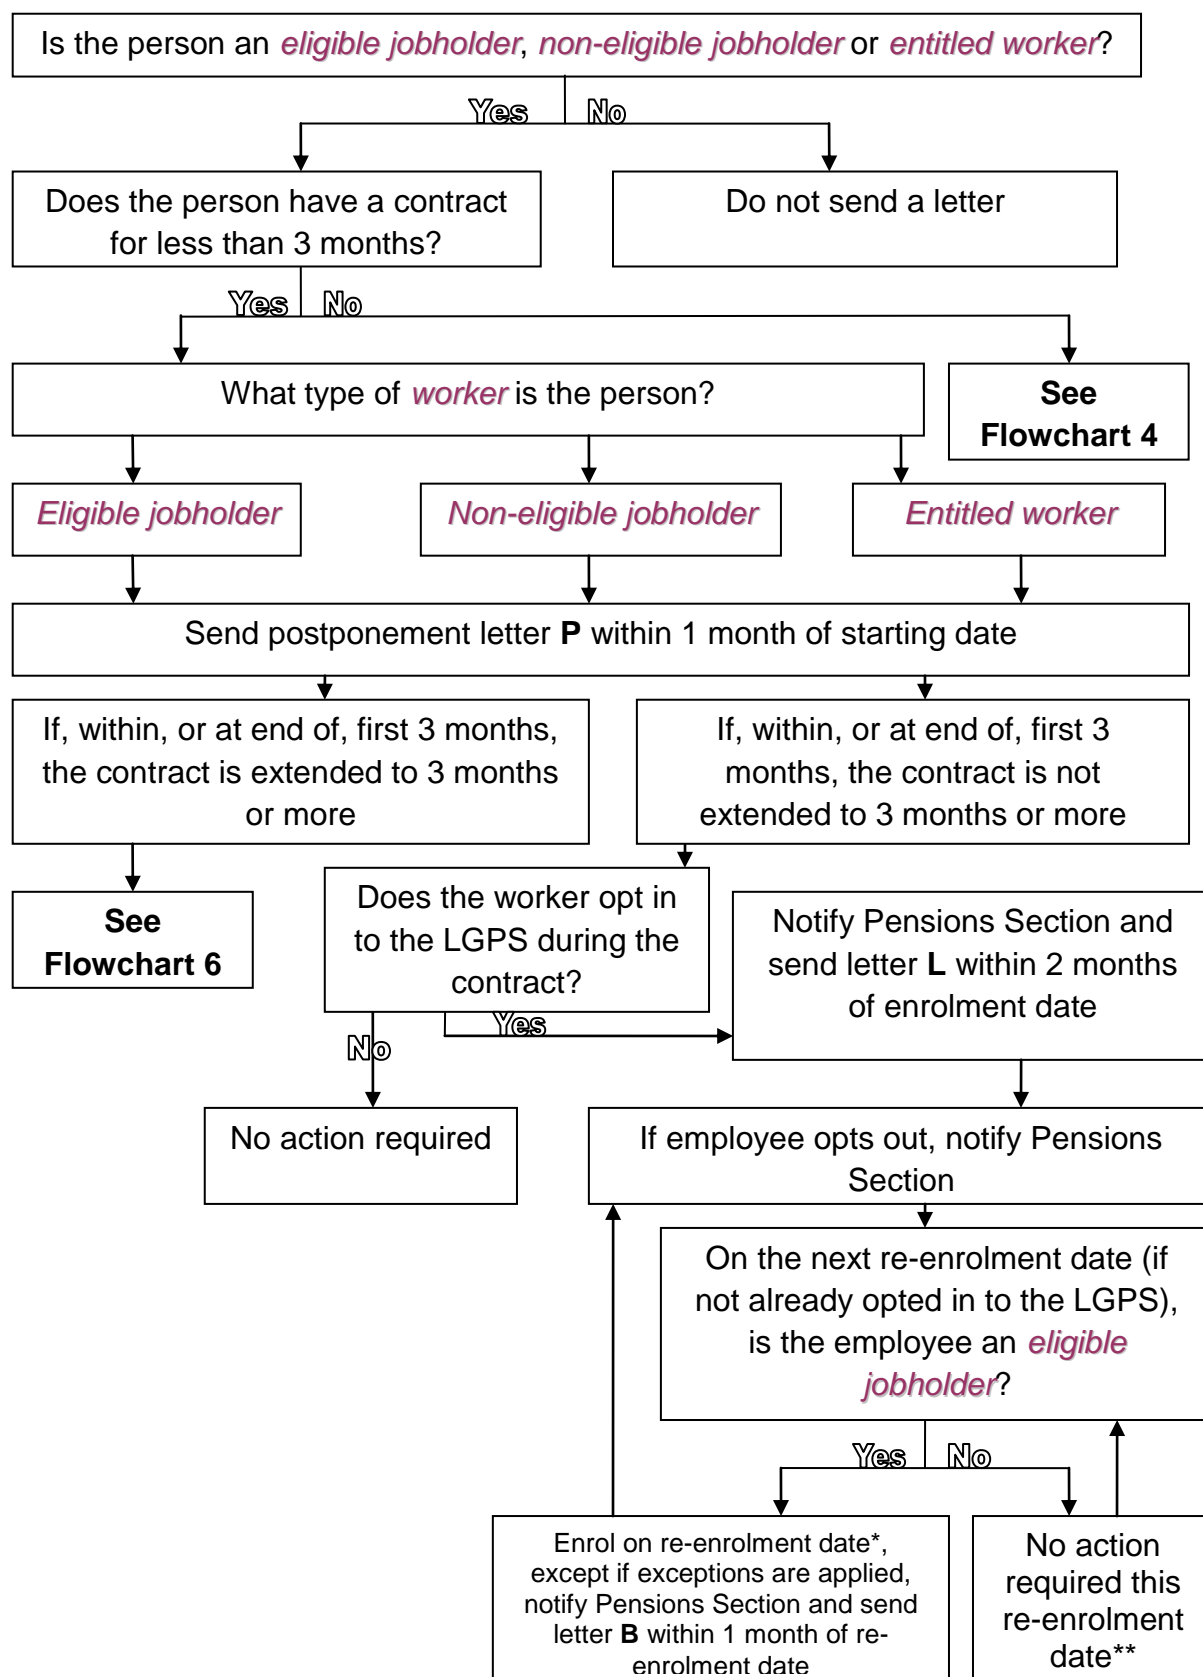 Is the person an eligible jobholder, non-eligible jobholder or entitled worker?
Yes No
Does the person have a contract
for less than 3 months?
Do not send a letter
Yes No
What type of worker is the person?
See
Flowchart 4
Eligible jobholder
Non-eligible jobholder
Entitled worker
Send postponement letter P within 1 month of starting date
If, within, or at end of, first 3 months,
the contract is extended to 3 months
or more
If, within, or at end of, first 3
months, the contract is not
extended to 3 months or more
See
Flowchart 6
Does the worker opt in
to the LGPS during the
contract?
Notify Pensions Section and
send letter L within 2 months
of enrolment date
Yes
No
No action required
If employee opts out, notify Pensions
Section
On the next re-enrolment date (if
not already opted in to the LGPS),
is the employee an eligible
jobholder?
Yes No
Enrol on re-enrolment date*,
except if exceptions are applied,
notify Pensions Section and send
letter B within 1 month of re-
enrolment date
No action
required this
re-enrolment
date**